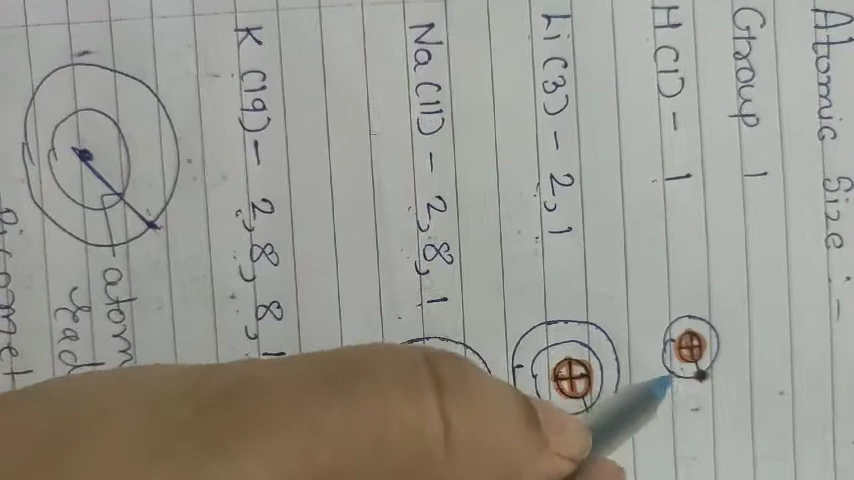 Atomic Size :-
Group 1
H(1) - 1
Li(3) - 2,1
Na(11) - 2,8,1
K(19) - 2,8,8,1
atom